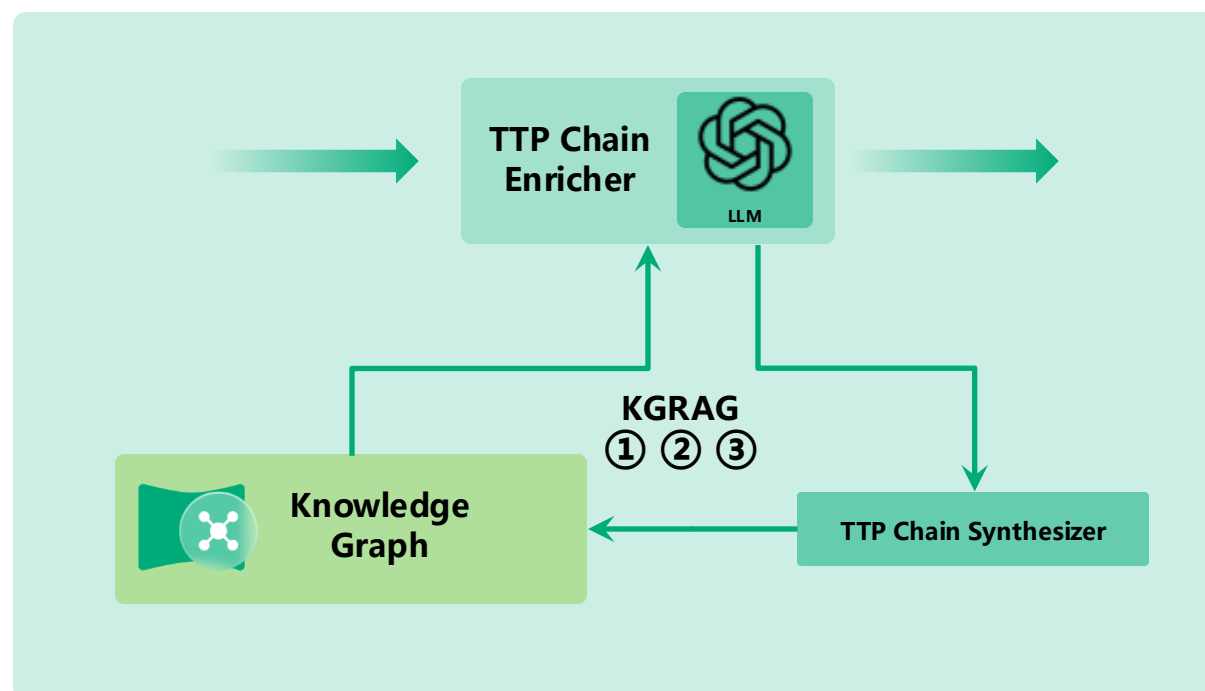 TTP Chain
Enricher
LLM
KGRAG
① ② ③
Knowledge
Graph
TTP Chain Synthesizer